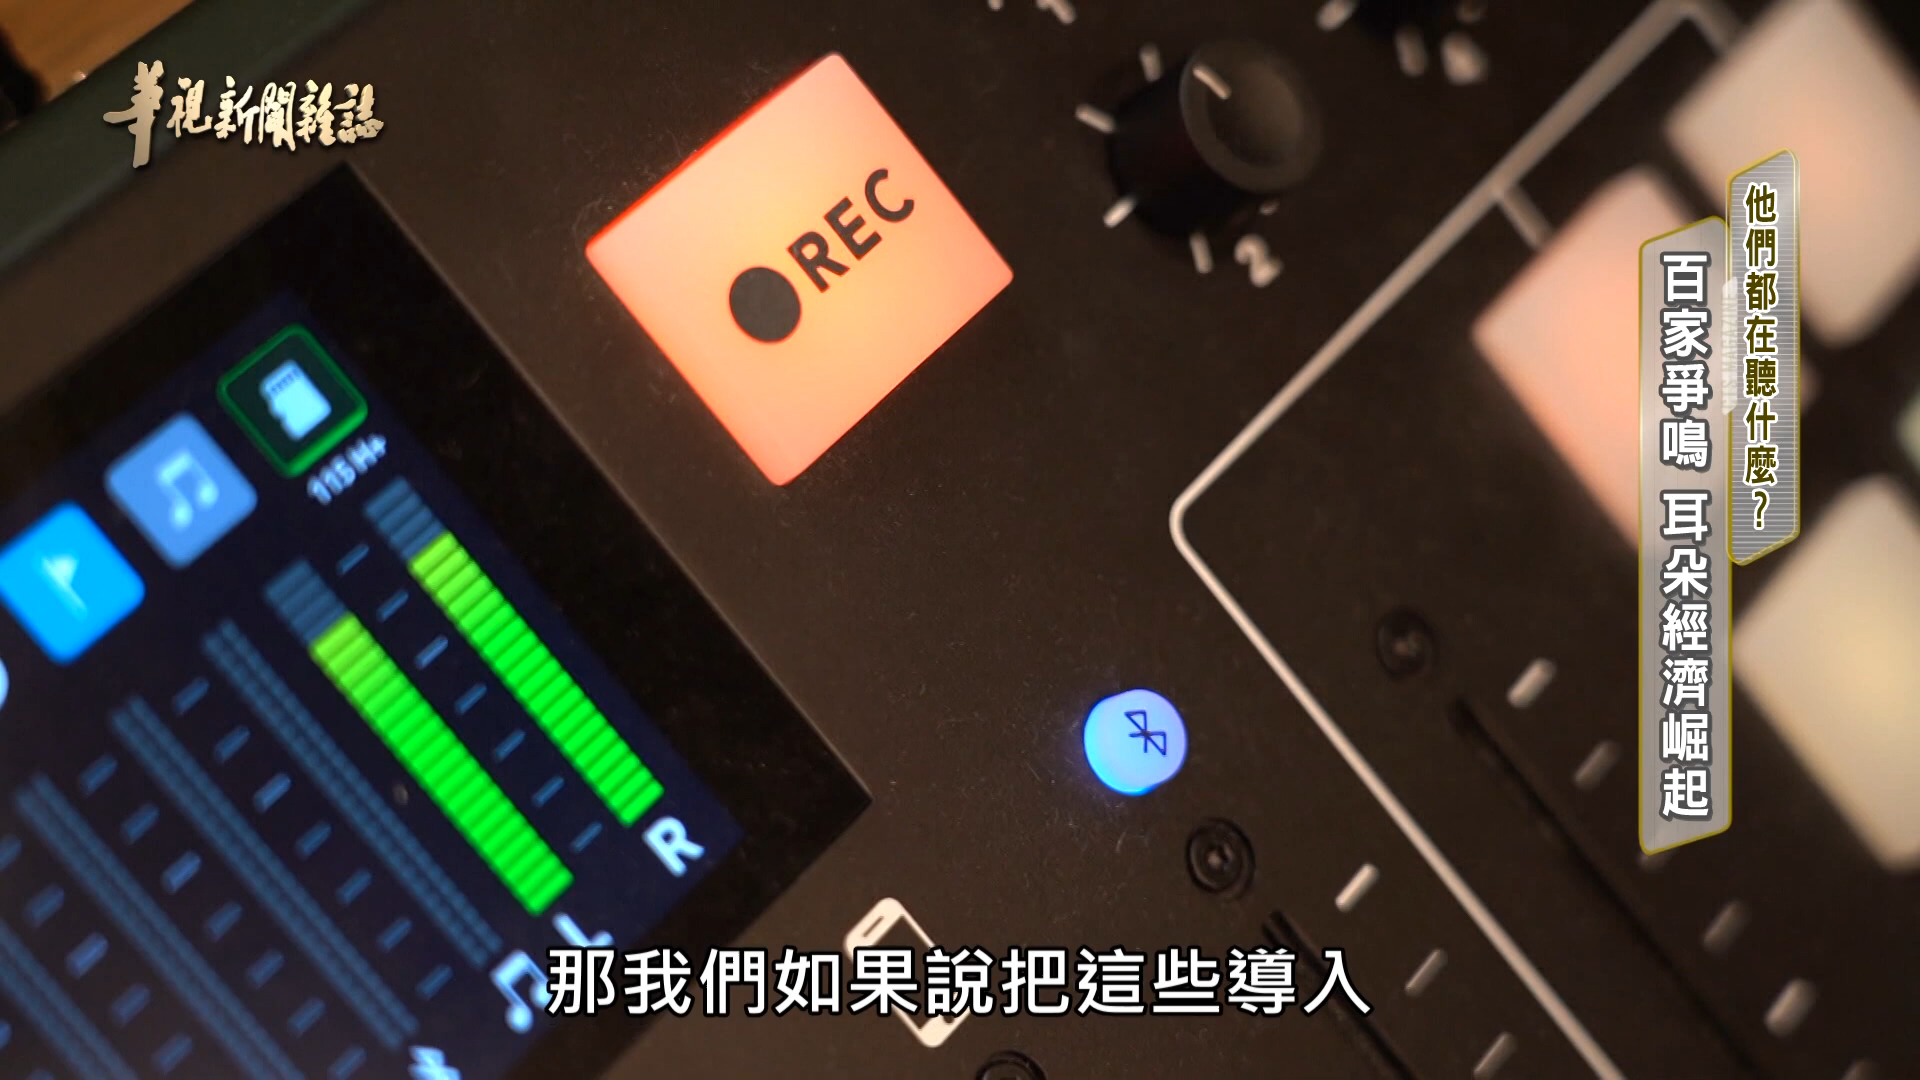 華視新聞雜誌
REC
2
115H+
R
L
他們都在聽什麼？
百家爭鳴 耳朵經濟崛起
那我們如果說把這些導入